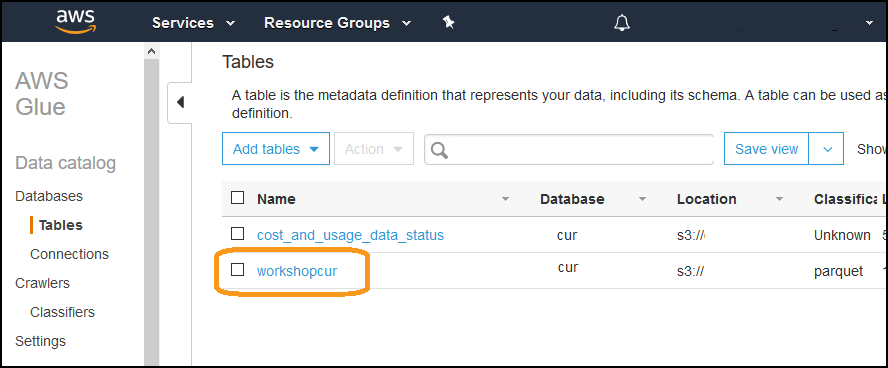 aws
Services
Resource Groups
AWS
Glue
Data catalog
Databases
Tables
Connections
Crawlers
Classifiers
Settings
Tables
A table is the metadata definition that represents your data, including its schema. A table can be used as
definition.
Add tables
Action
Save view
Name Database Location
cost_and_usage_data_status cur s3:// Unknown
workshopcur cur s3:// parquet